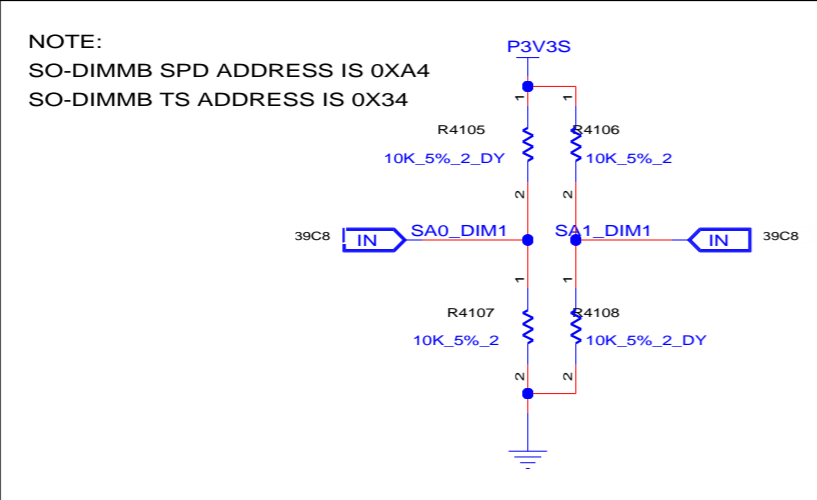 NOTE:
SO-DIMMB SPD ADDRESS IS 0XA4
SO-DIMMB TS ADDRESS IS 0X34
P3V3S
1
1
R4105
R4106
10K_5%_2_DY
10K_5%_2
2
2
39C8
IN
SA0_DIM1
SA1_DIM1
IN
39C8
1
1
R4107
R4108
10K_5%_2
10K_5%_2_DY
2
2